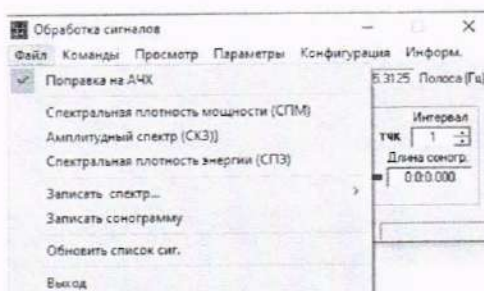 Обработка сигналов
Файл Команды Просмотр Параметры Конфигурация Информ.
Поправка на АЧХ
5.3125 Полоса (Гц)
Спектральная плотность мощности (СПМ)
Амплитудный спектр (СКЗ))
Спектральная плотность энергии (СПЭ)
Интервал
тчк 1
Длина соногр.
0:0:0.000
Записать спектр...
Записать сонограмму
Обновить список сиг.
Выход